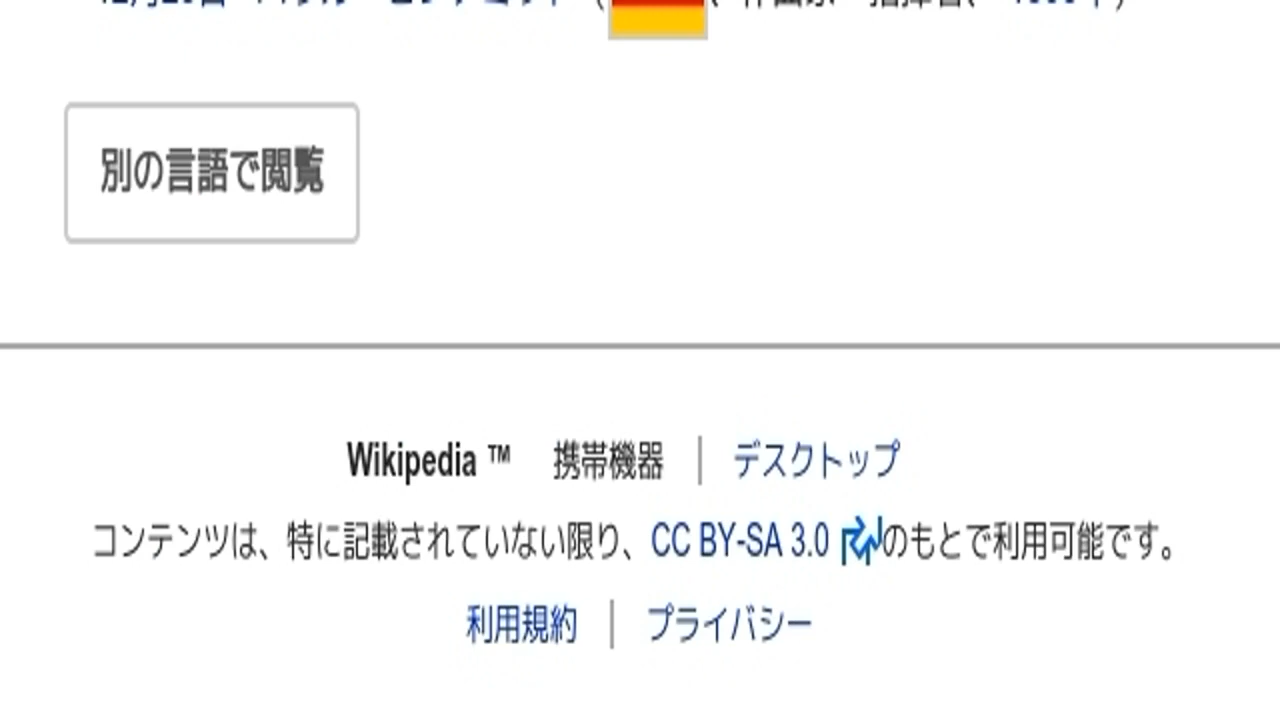 別の言語で閲覧
Wikipedia ™ 携帯機器 | デスクトップ
コンテンツは、特に記載されていない限り、CC BY-SA 3.0 のもとで利用可能です。
利用規約 | プライバシー